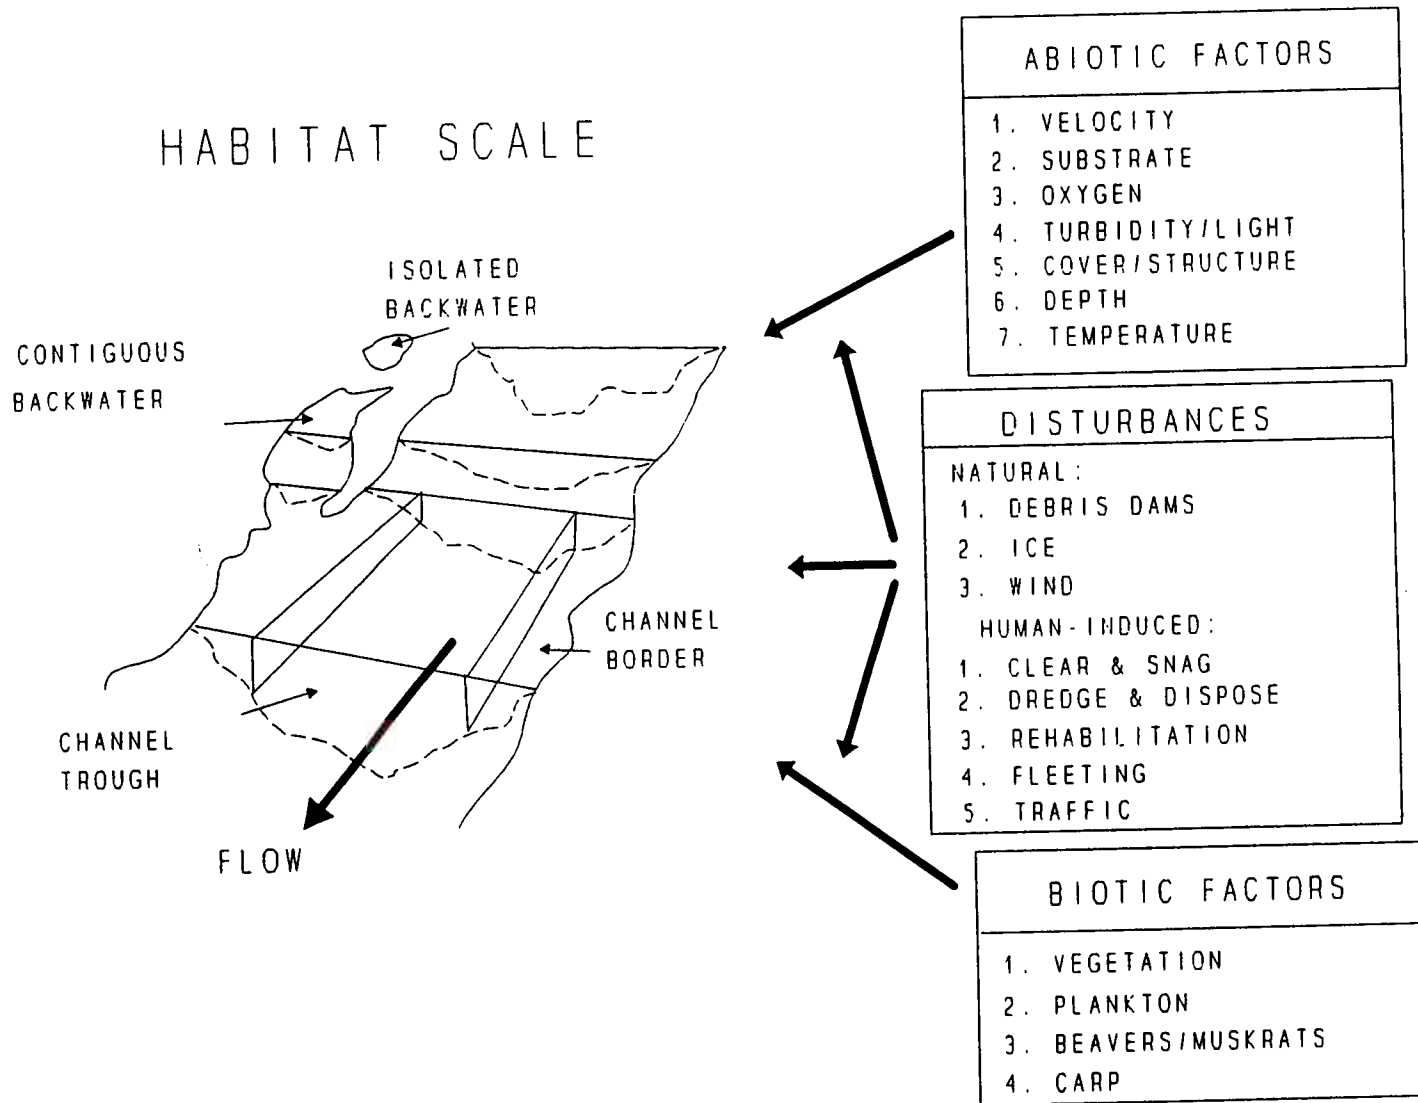 HABITAT SCALE
ISOLATED
BACKWATER
CONTIGUOUS
BACKWATER
CHANNEL
BORDER
CHANNEL
TROUGH
FLOW
ABIOTIC FACTORS
1. VELOCITY
2. SUBSTRATE
3. OXYGEN
4. TURBIDITY/LIGHT
5. COVER/STRUCTURE
6. DEPTH
7. TEMPERATURE
DISTURBANCES
NATURAL:
1. DEBRIS DAMS
2. ICE
3. WIND
HUMAN-INDUCED:
1. CLEAR & SNAG
2. DREDGE & DISPOSE
3. REHABILITATION
4. FLEETING
5. TRAFFIC
BIOTIC FACTORS
1. VEGETATION
2. PLANKTON
3. BEAVERS/MUSKRATS
4. CARP